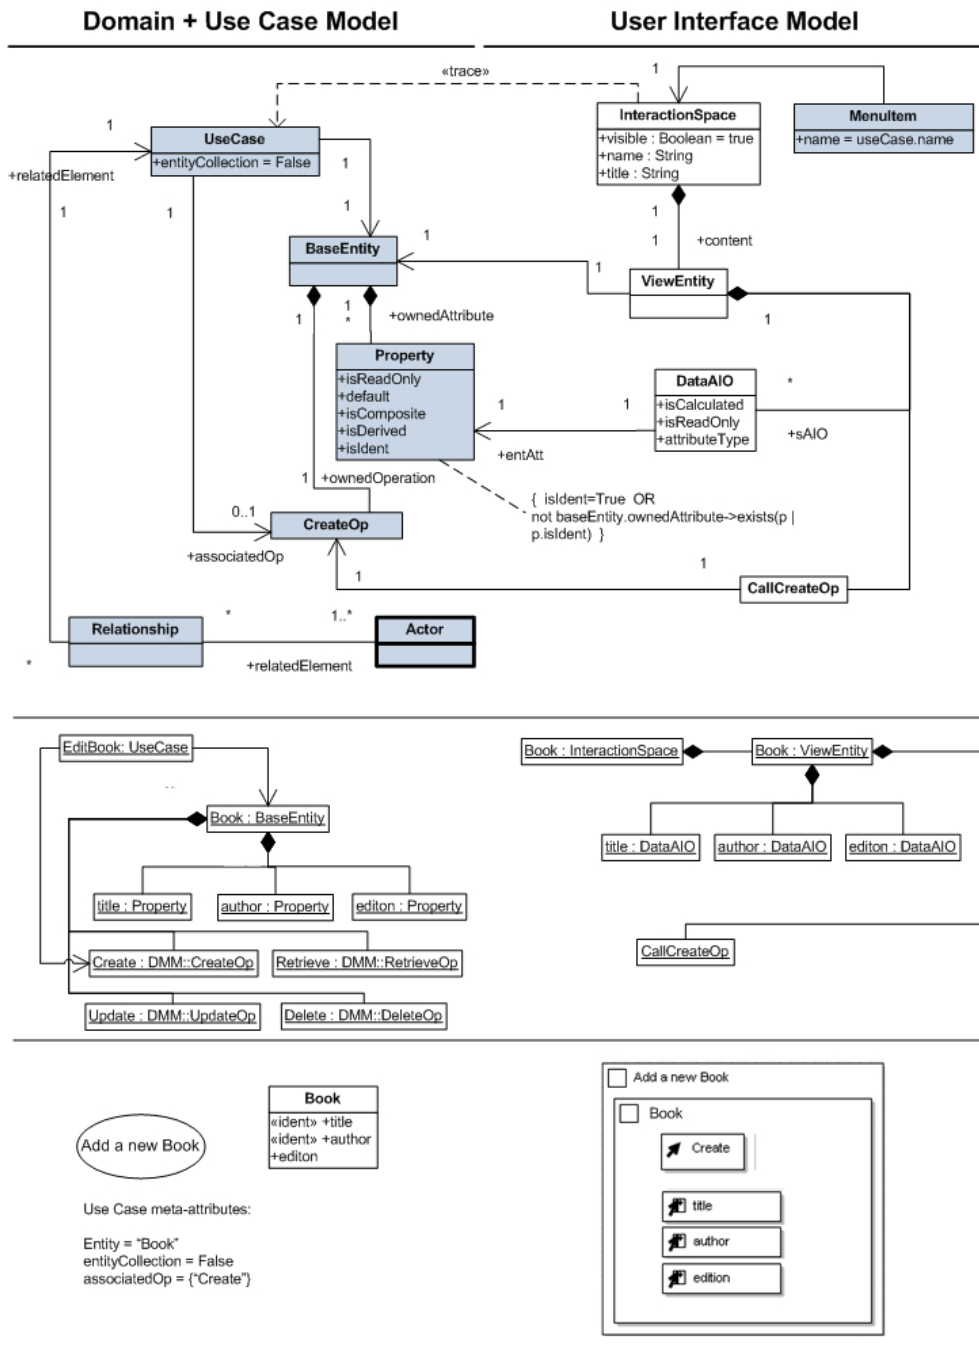 Domain + Use Case Model
User Interface Model
«trace»
1
InteractionSpace
+visible : Boolean = true
+name : String
+title : String
MenuItem
+name = useCase.name
1
UseCase
+entityCollection = False
+relatedElement
1
1
1
1
1
1
+content
BaseEntity
1
1
ViewEntity
1
1
*
+ownedAttribute
1
Property
+isReadOnly
+default
+isComposite
+isDerived
+isIdent
1
1
+entAtt
DataAIO
+isCalculated
+isReadOnly
+attributeType
*
+sAIO
1
+ownedOperation
{ isIdent=True OR
not baseEntity.ownedAttribute->exists(p |
p.isIdent) }
0..1
CreateOp
+associatedOp
1
1
CallCreateOp
Relationship
*
1..*
Actor
*
+relatedElement
EditBook: UseCase
Book : BaseEntity
title : Property
author : Property
editon : Property
Create : DMM::CreateOp
Retrieve : DMM::RetrieveOp
Update : DMM::UpdateOp
Delete : DMM::DeleteOp
Book : InteractionSpace
Book : ViewEntity
title : DataAIO
author : DataAIO
editon : DataAIO
CallCreateOp
Add a new Book
Book
«ident» +title
«ident» +author
+editon
Use Case meta-attributes:
Entity = “Book”
entityCollection = False
associatedOp = {“Create”}
Add a new Book
Book
Create
title
author
edition